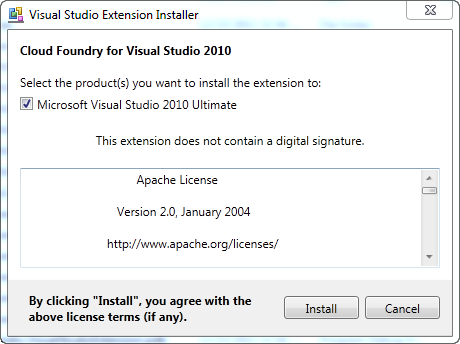 Visual Studio Extension Installer
Cloud Foundry for Visual Studio 2010
Select the product(s) you want to install the extension to:
Microsoft Visual Studio 2010 Ultimate
This extension does not contain a digital signature.
Apache License
Version 2.0, January 2004
http://www.apache.org/licenses/
By clicking "Install", you agree with the
above license terms (if any).
Install
Cancel